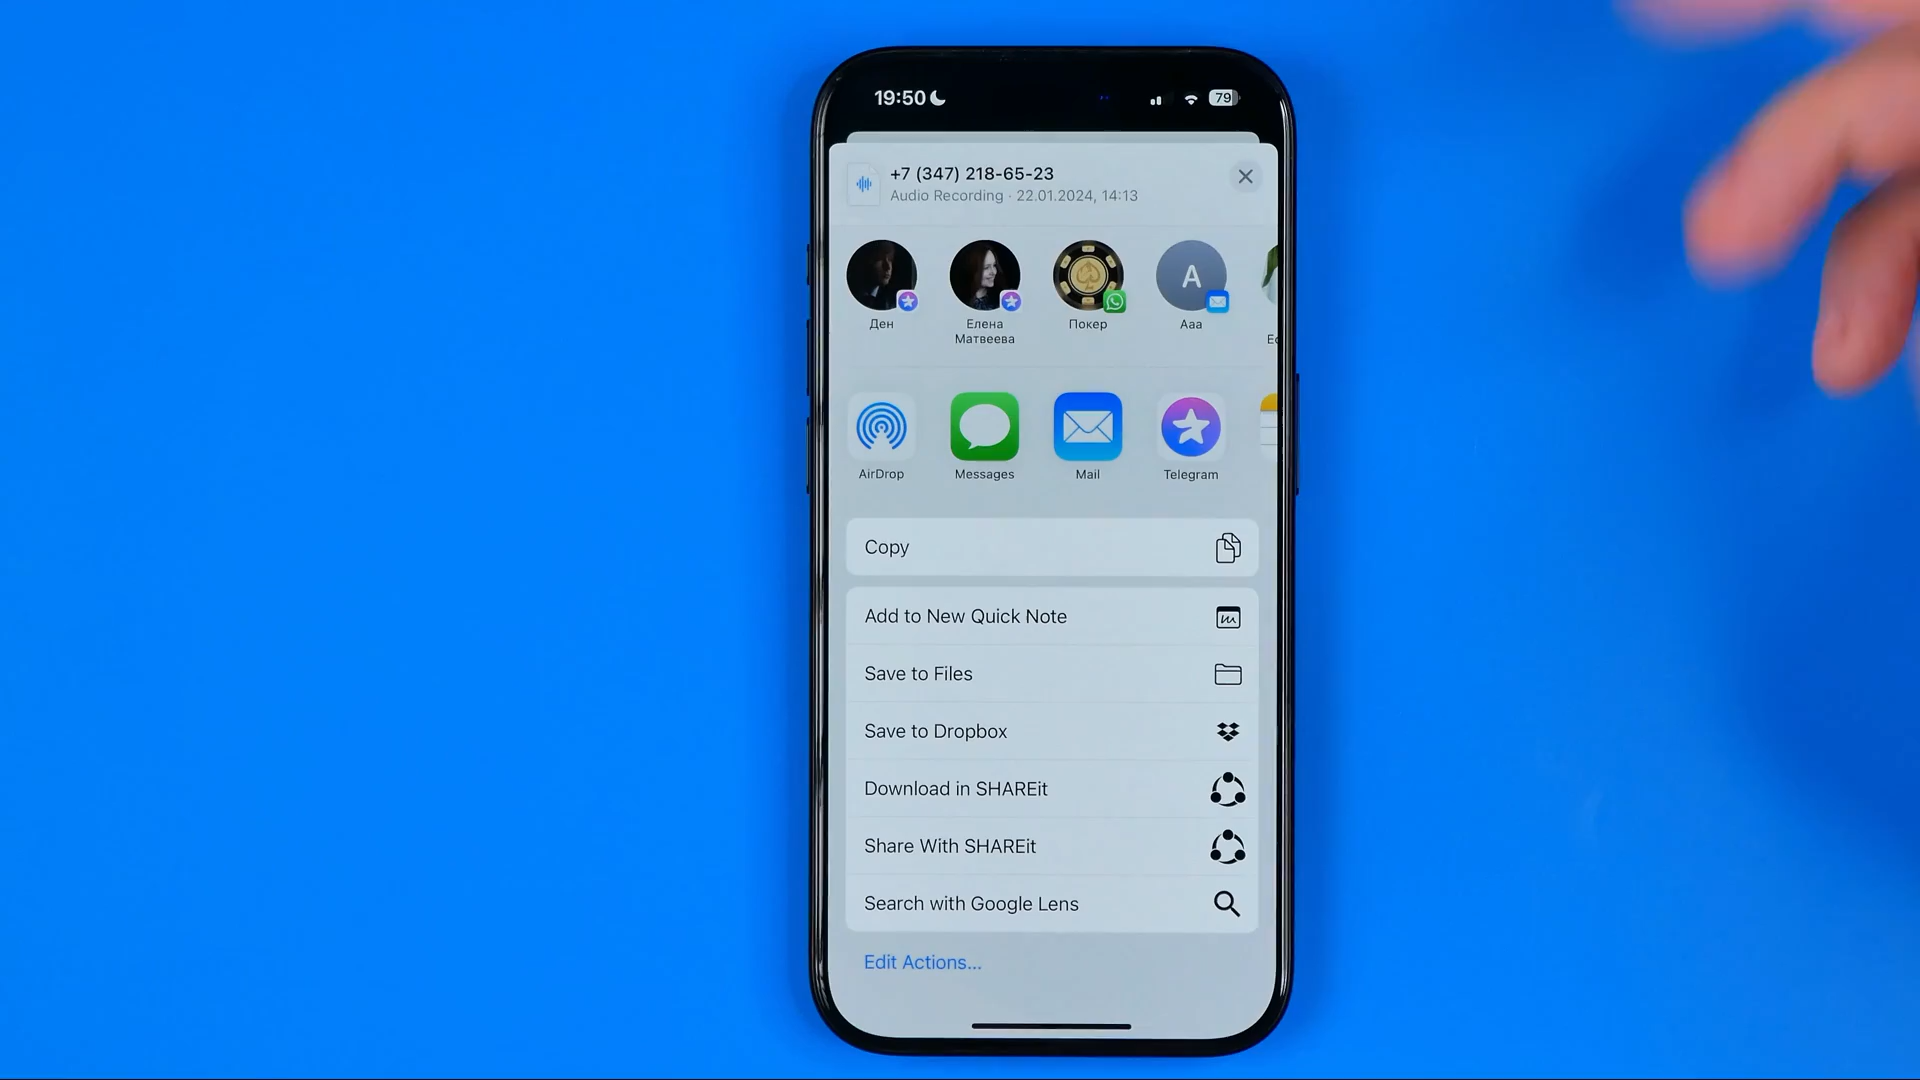 19:50
79
+7 (347) 218-65-23
Audio Recording · 22.01.2024, 14:13
A
Ден
Елена
Матвеева
Покер
Aaa
AirDrop
Messages
Mail
Telegram
Copy
Add to New Quick Note
Save to Files
Save to Dropbox
Download in SHAREit
Share With SHAREit
Search with Google Lens
Edit Actions...